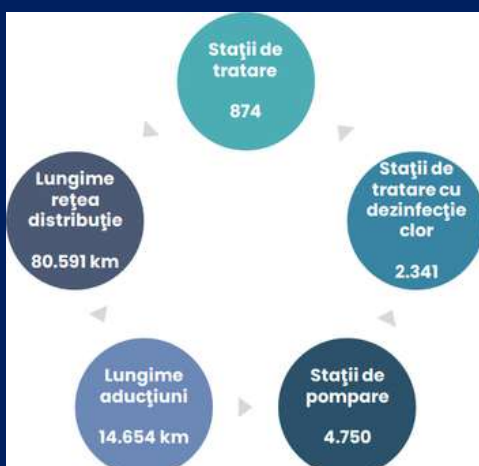 Stații de
tratare
874
Stații de
tratare cu
dezinfecție
clor
2.341
Stații de
pompare
4.750
Lungime
aducțiuni
14.654 km
Lungime
rețea
distribuție
80.591 km